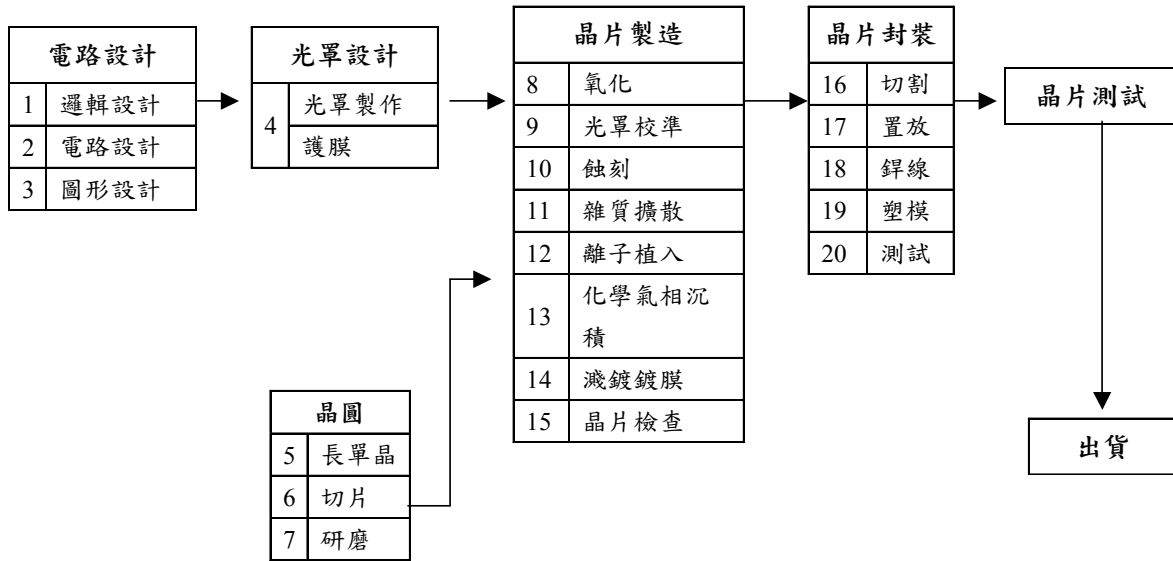 電路設計
1 邏輯設計
2 電路設計
3 圖形設計
光罩設計
4 光罩製作
護膜
晶圓
5 長單晶
6 切片
7 研磨
晶片製造
8 氧化
9 光罩校準
10 蝕刻
11 雜質擴散
12 離子植入
13 化學氣相沉
積
14 濺鍍鍍膜
15 晶片檢查
晶片封裝
16 切割
17 置放
18 銲線
19 塑模
20 測試
晶片測試
出貨